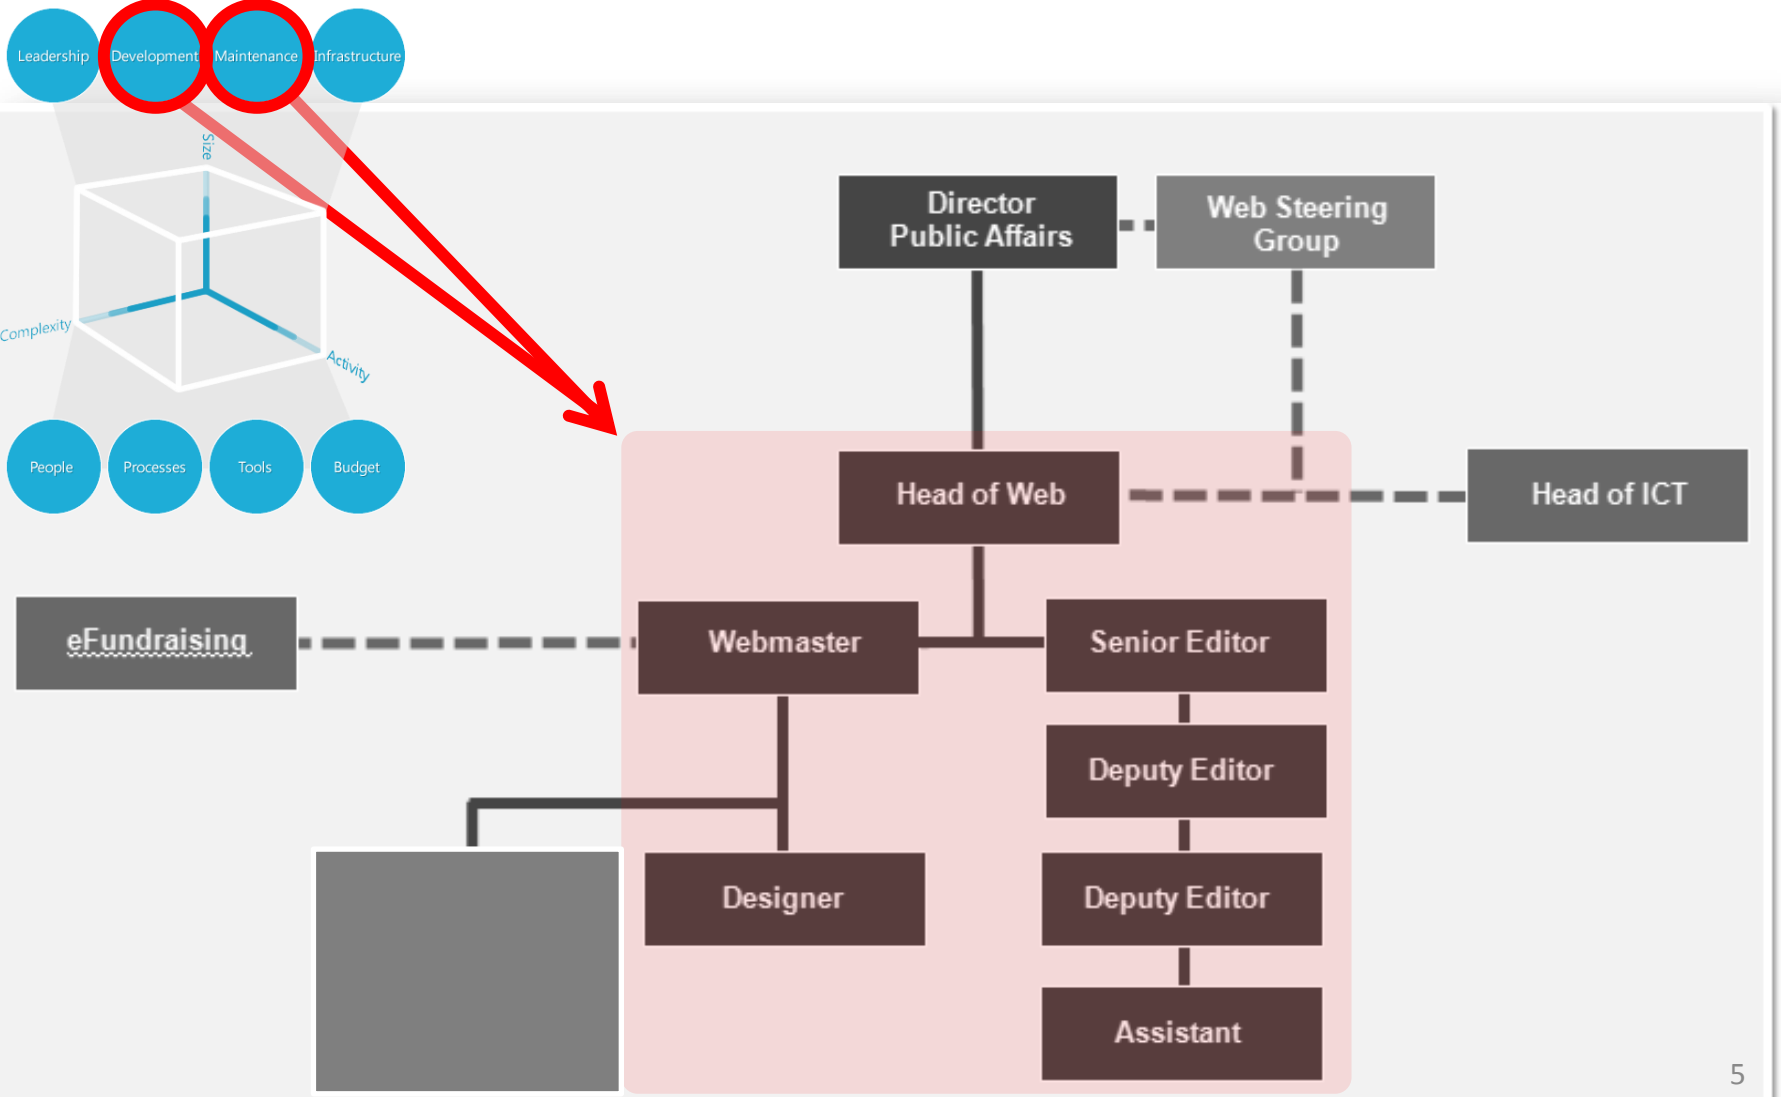 Leadership
Development
Maintenance
Infrastructure
Size
Complexity
Activity
People
Processes
Tools
Budget
Director
Public Affairs
Web Steering
Group
Head of Web
Head of ICT
eFundraising
Webmaster
Senior Editor
Deputy Editor
Designer
Deputy Editor
Assistant
5